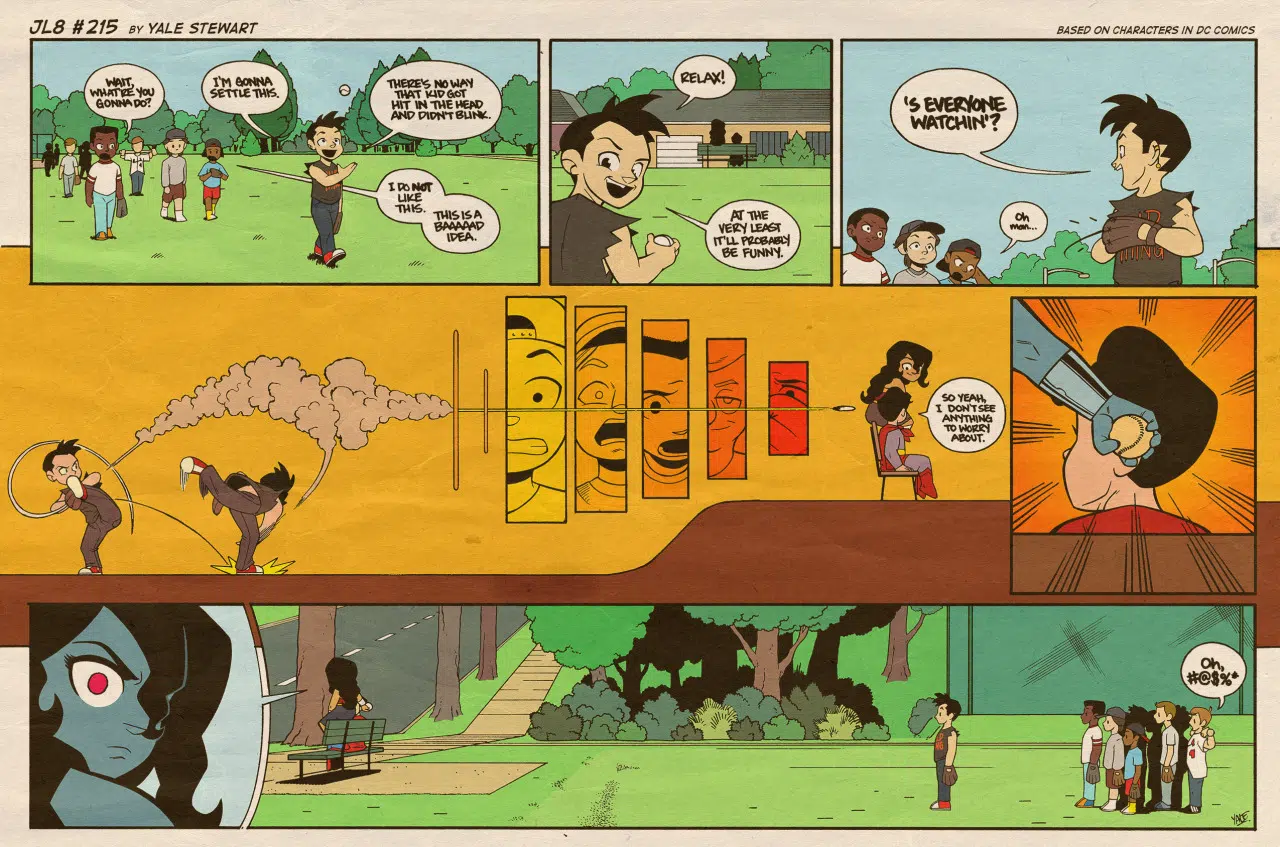 JL8 #215 BY YALE STEWART
BASED ON CHARACTERS IN DC COMICS
WAIT,
WHAT'RE YOU
GONNA DO?
I'M GONNA
SETTLE THIS.
THERE'S NO WAY
THAT KID GOT
HIT IN THE HEAD
AND DIDN'T BLINK.
I DO NOT
LIKE
THIS.
THIS IS A
BAAAAAD
IDEA.
RELAX!
AT THE
VERY LEAST
IT'LL PROBABLY
BE FUNNY.
'S EVERYONE
WATCHIN'?
Oh
man...
SO YEAH,
I DON'T SEE
ANYTHING
TO WORRY
ABOUT.
Oh,
#@$%*
YALE.